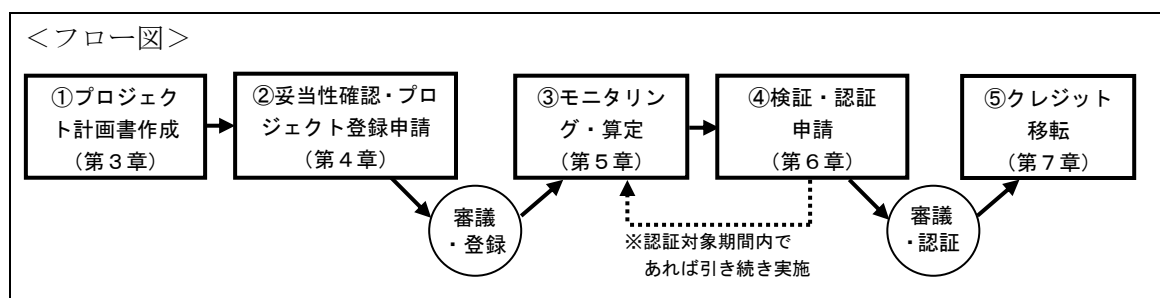 ＜フロー図＞
①プロジェク
ト計画書作成
（第３章）
②妥当性確認・プロ
ジェクト登録申請
（第４章）
審議
・登録
③モニタリン
グ・算定
（第５章）
④検証・認証
申請
（第６章）
※認証対象期間内で
あれば引き続き実施
審議
・認証
⑤クレジット
移転
（第７章）